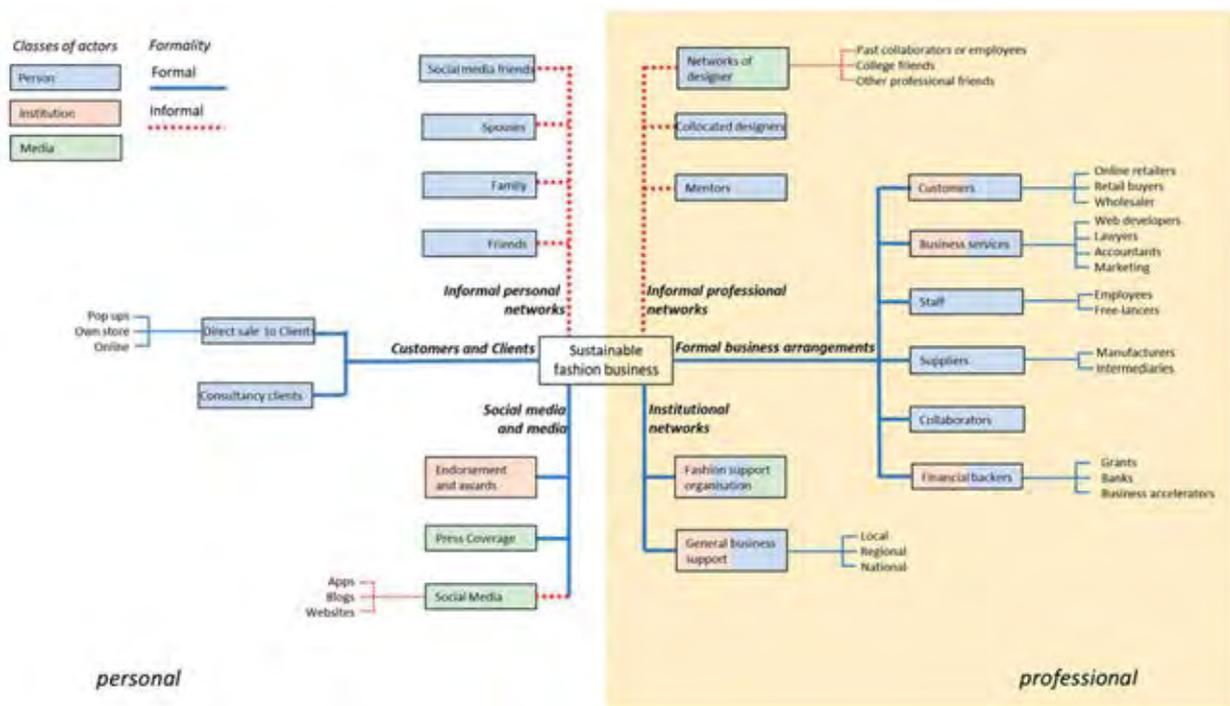 Classes of actors
Formality
Person
Formal
Institution
Informal
Media
Social media friends
Spouses
Family
Friends
Informal personal
networks
Networks of
designer
Past collaborators or employees
College friends
Other professional friends
Collocated designers
Mentors
Informal professional
networks
Customers
Online retailers
Retail buyers
Wholesaler
Business services
Web developers
Lawyers
Accountants
Marketing
Staff
Employees
Free-lancers
Suppliers
Manufacturers
Intermediaries
Collaborators
Financial backers
Grants
Banks
Business accelerators
Pop ups
Own store
Online
Direct sale to Clients
Consultancy clients
Customers and Clients
Sustainable
fashion business
Formal business arrangements
Social media
and media
Institutional
networks
Endorsement
and awards
Press Coverage
Social Media
Apps
Blogs
Websites
Fashion support
organisation
General business
support
Local
Regional
National
personal
professional